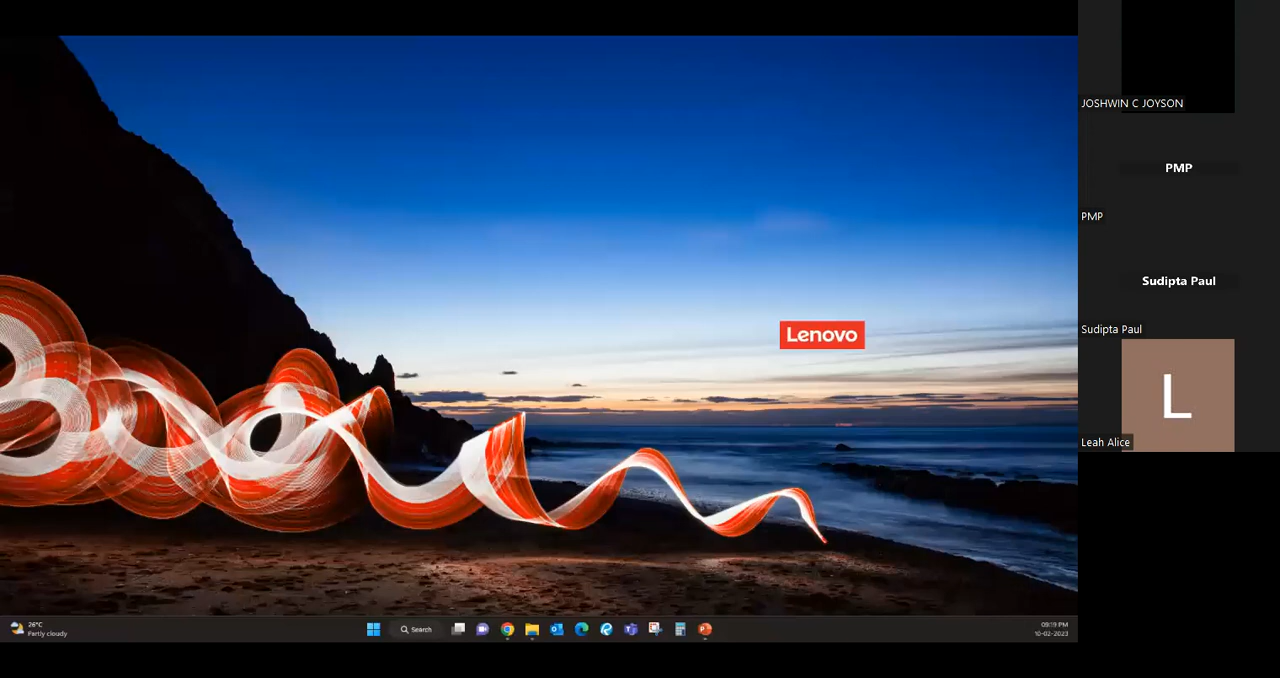 JOSHWIN C JOYSON
PMP
PMP
Sudipta Paul
Sudipta Paul
Lenovo
L
Leah Alice
26°C
Partly cloudy
Search
09:19 PM
10-02-2023